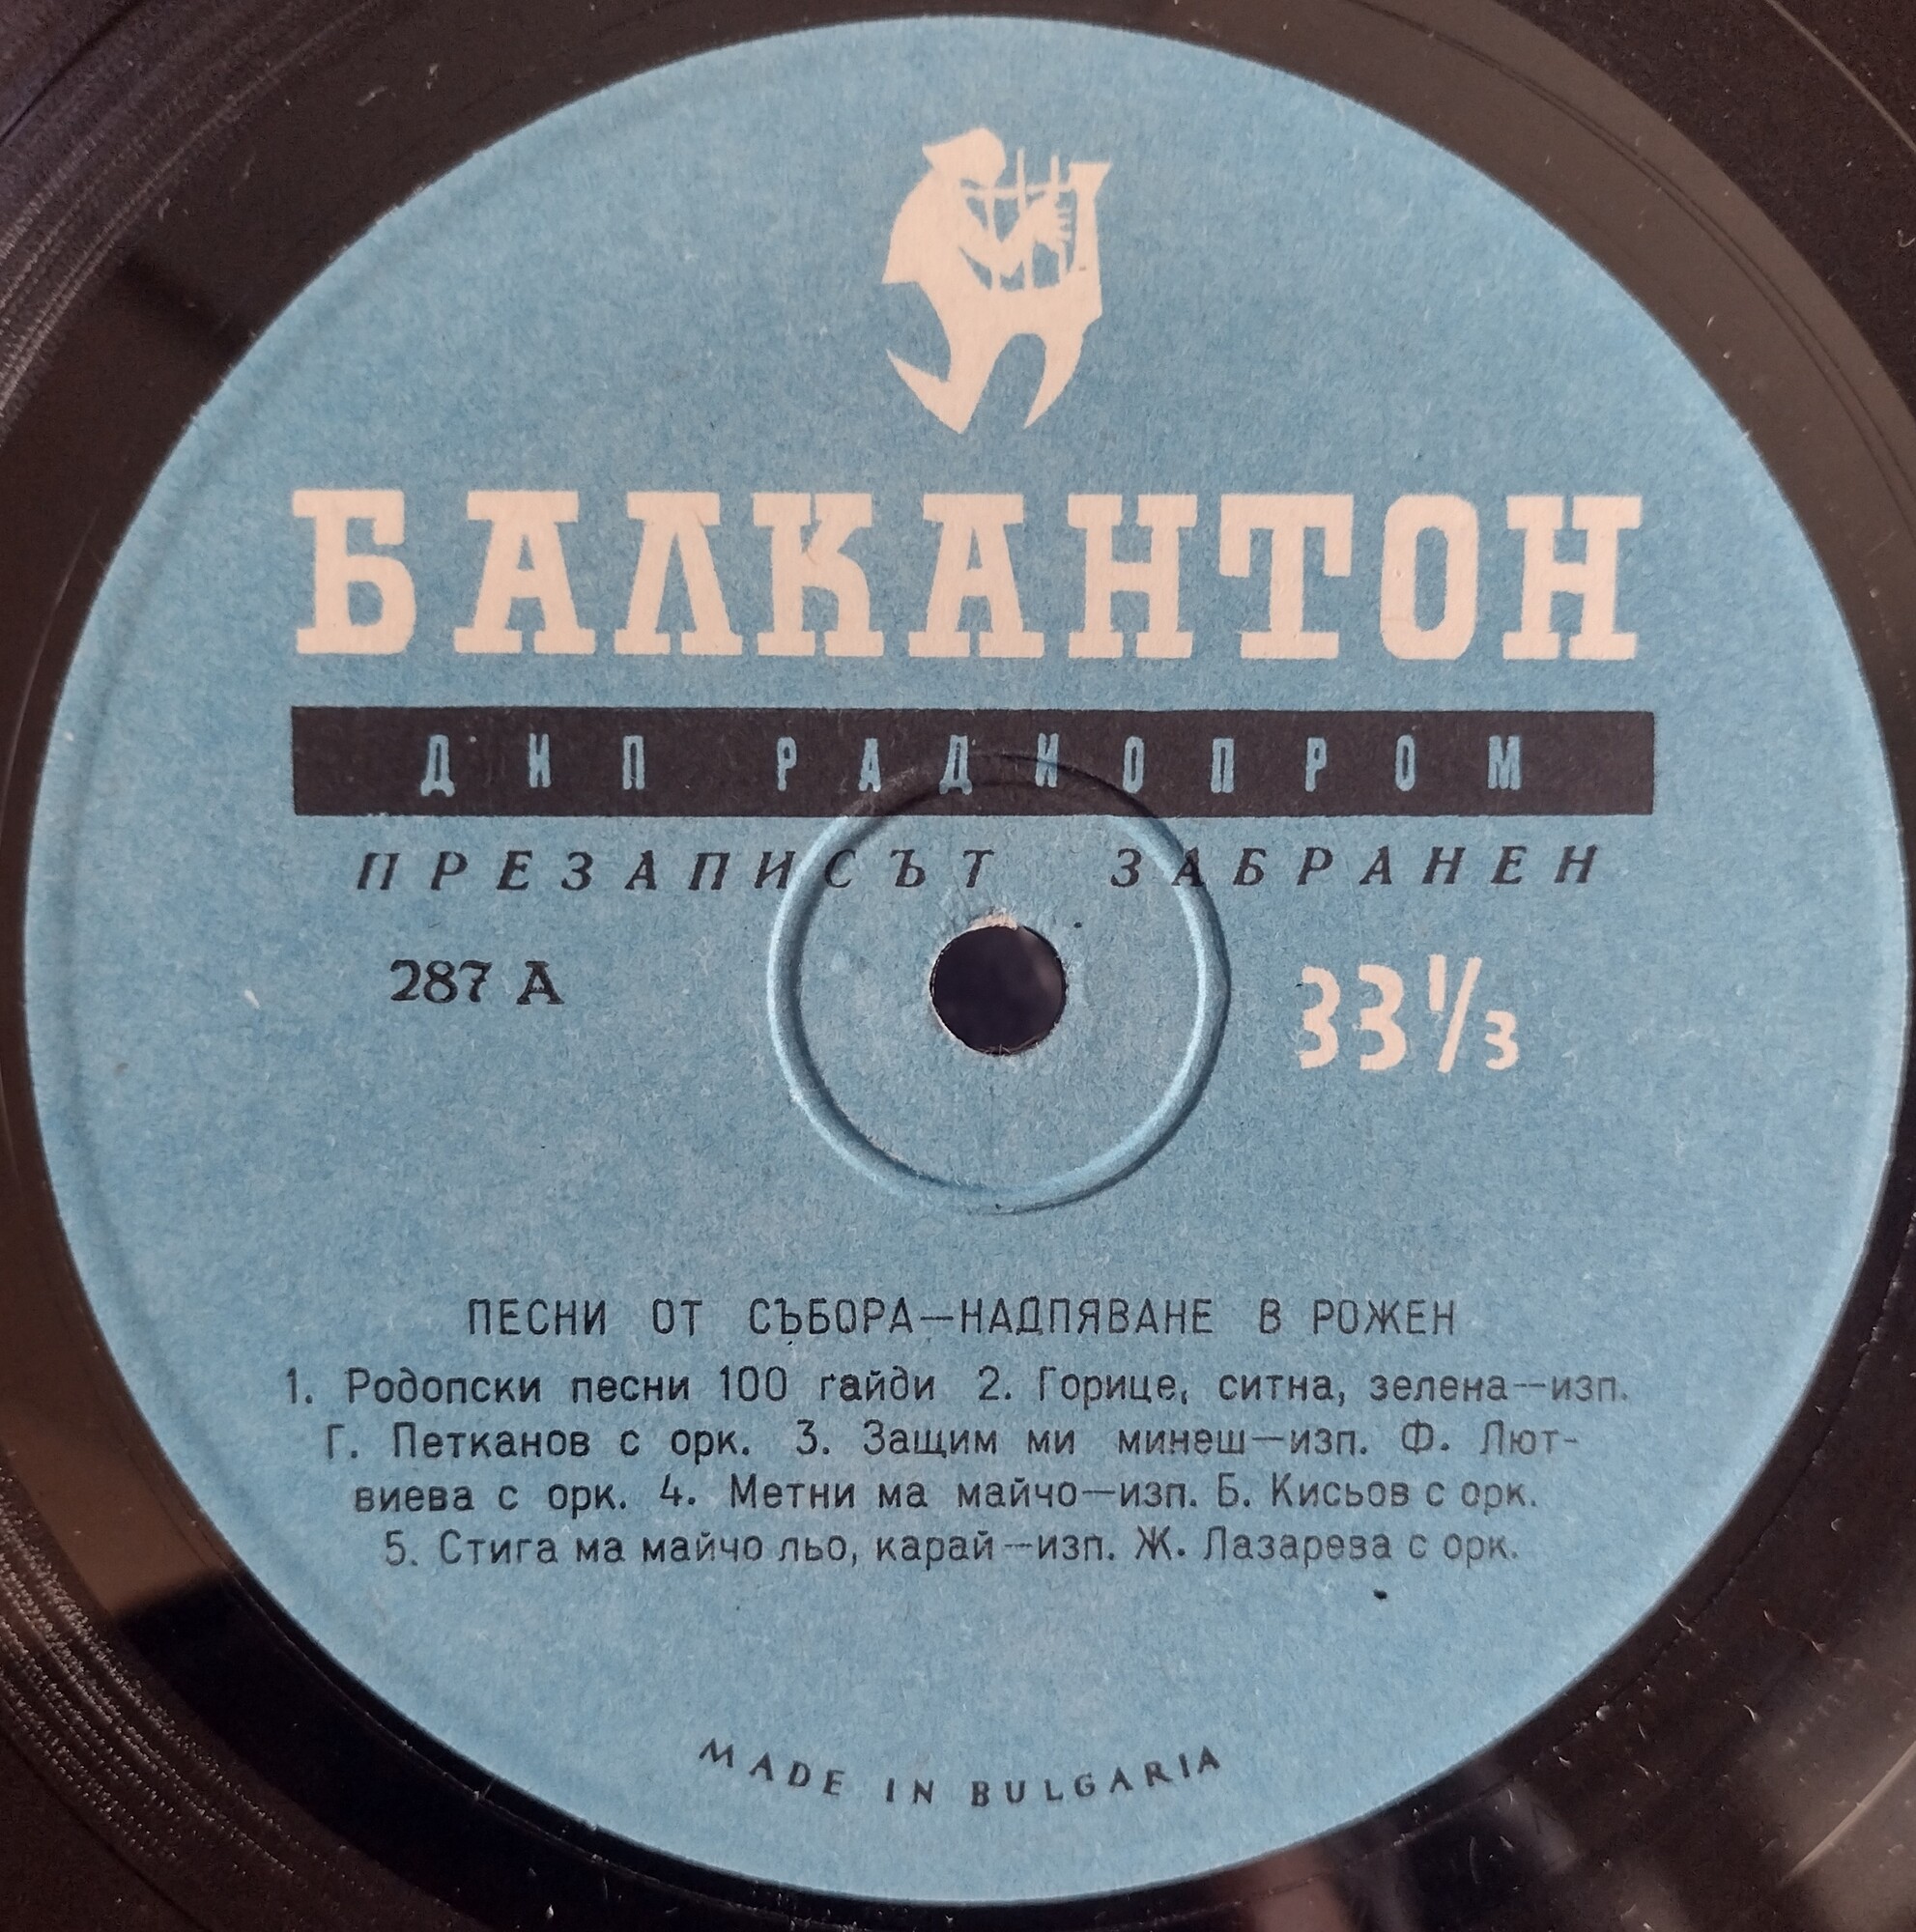 БАЛКАНТОН
ДИП РАДИОПРОМ
ПРЕЗАПИСЪТ ЗАБРАНЕН
287 А 33 1/3
ПЕСНИ ОТ СЪБОРА—НАДПЯВАНЕ В РОЖЕН
1. Родопски песни 100 гайди 2. Горице, ситна, зелена—изп.
Г. Петканов с орк. 3. Защим ми минеш—изп. Ф. Лют-
виева с орк. 4. Метни ма майчо—изп. Б. Кисьов с орк.
5. Стига ма майчо льо, карай—изп. Ж. Лазарева с орк.
MADE IN BULGARIA